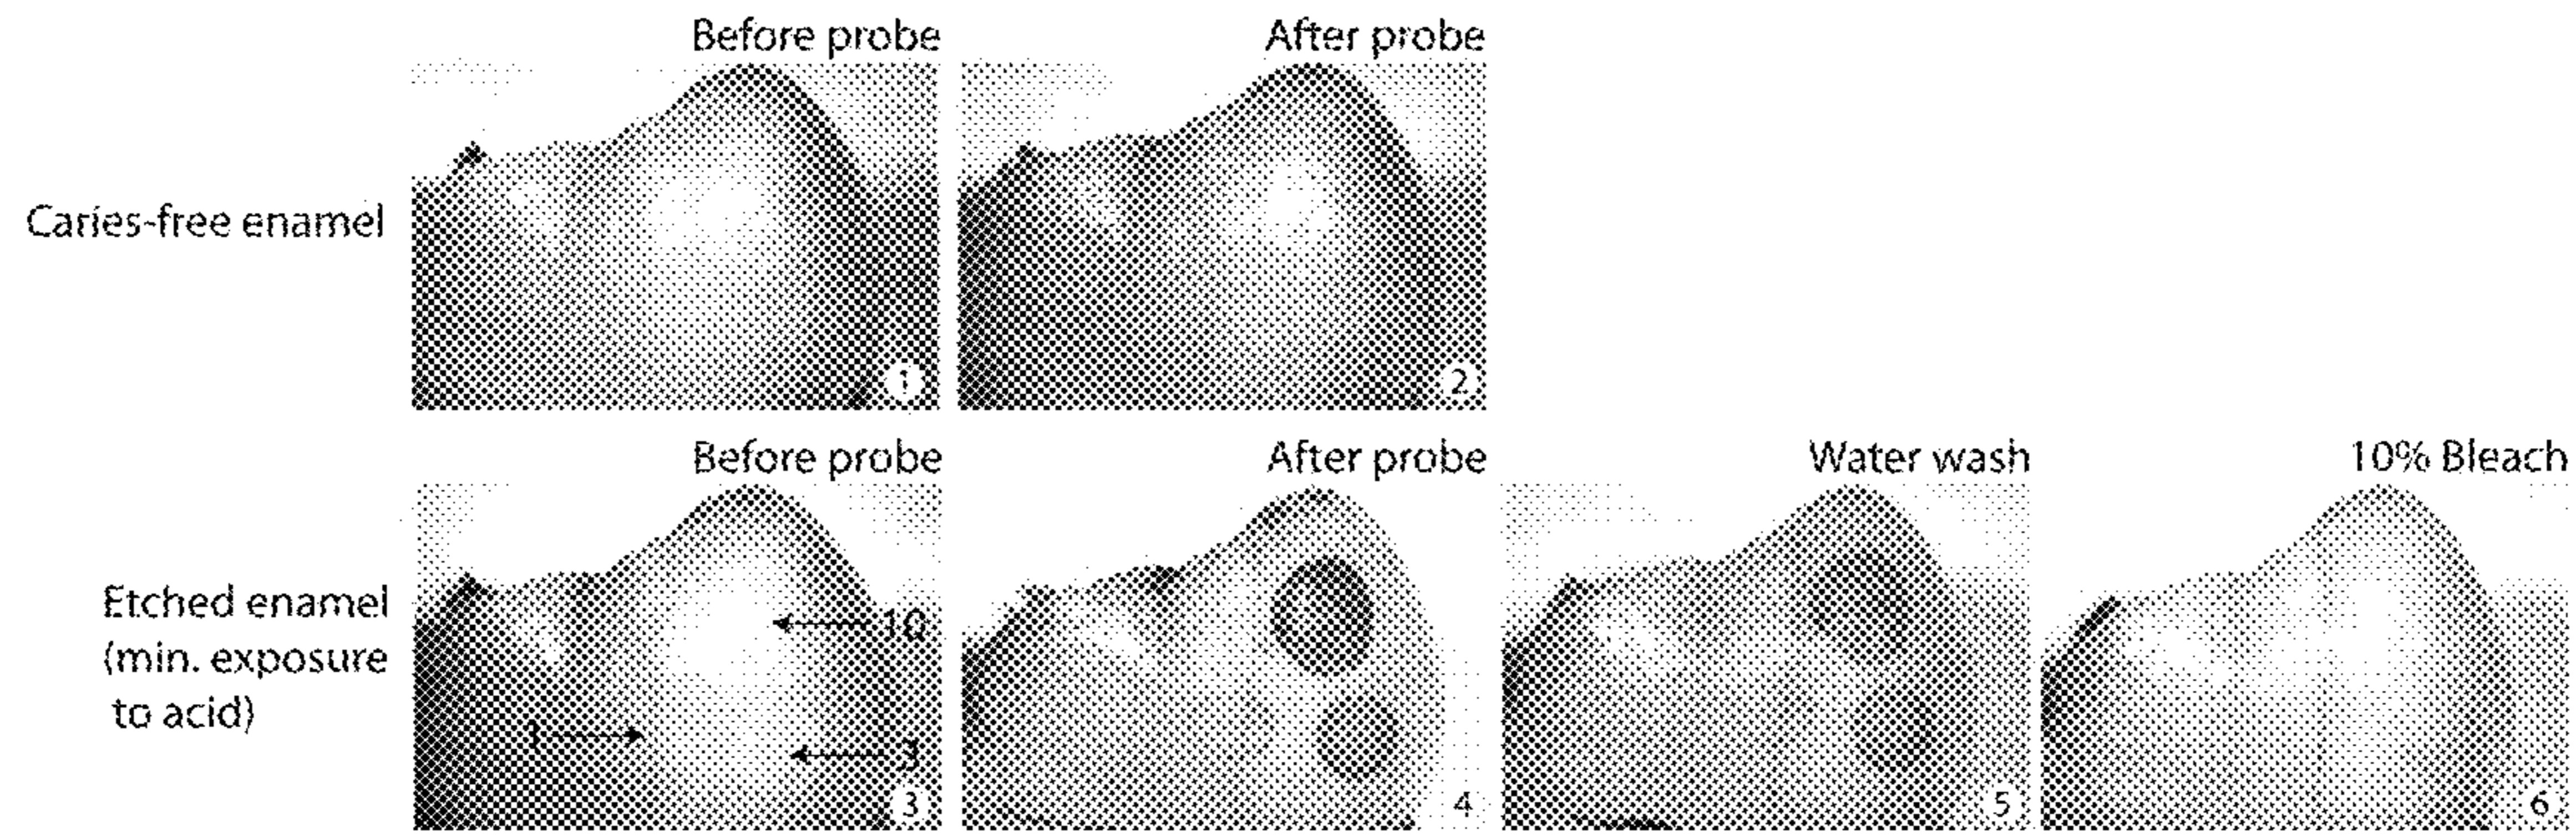 Before probe
After probe
Caries-free enamel
1
2
Before probe
After probe
Water wash
10% Bleach
Etched enamel
(min. exposure
to acid)
10
1
3
3
4
5
6